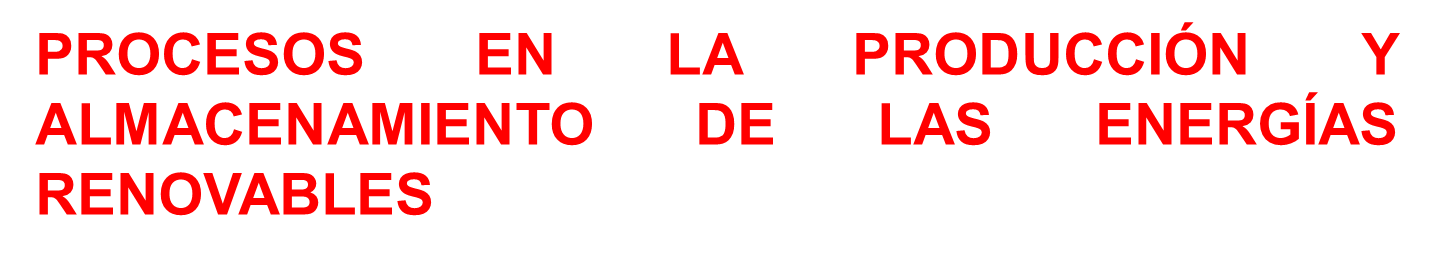 PROCESOS EN LA PRODUCCIÓN Y
ALMACENAMIENTO DE LAS ENERGÍAS
RENOVABLES